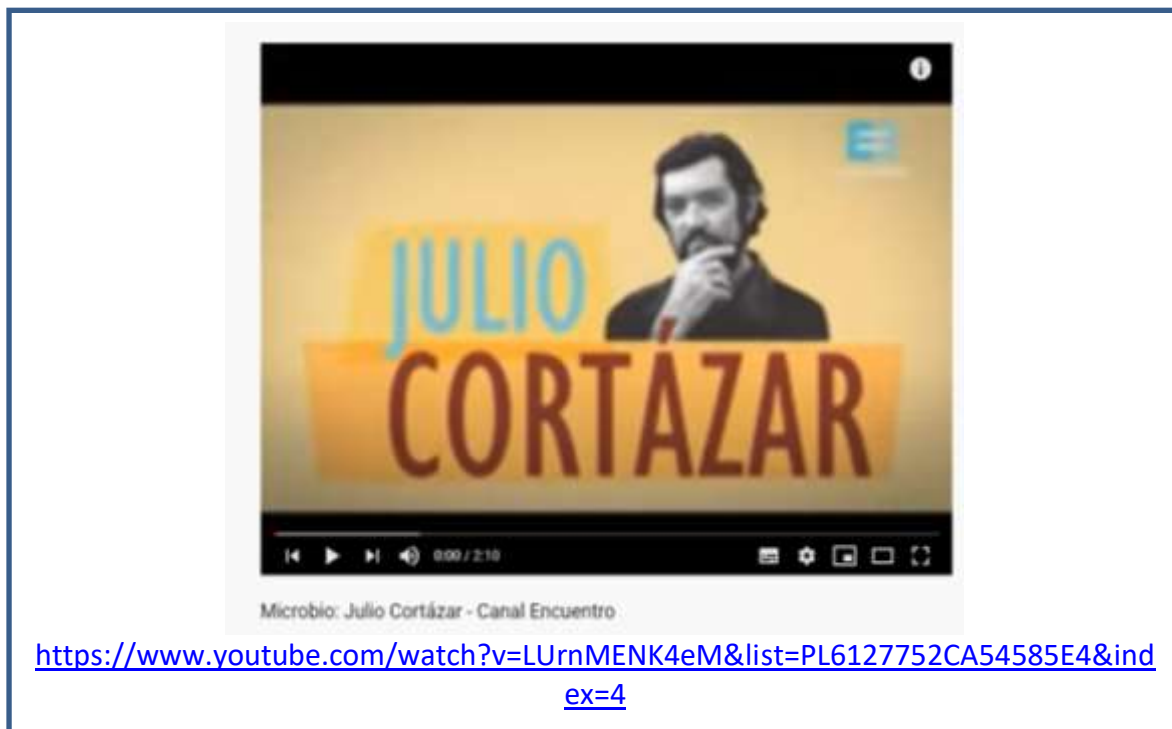 JULIO
CORTÁZAR
0:00 / 2:10
Microbio: Julio Cortázar - Canal Encuentro
https://www.youtube.com/watch?v=LUrnMENK4eM&list=PL6127752CA54585E4&ind
ex=4